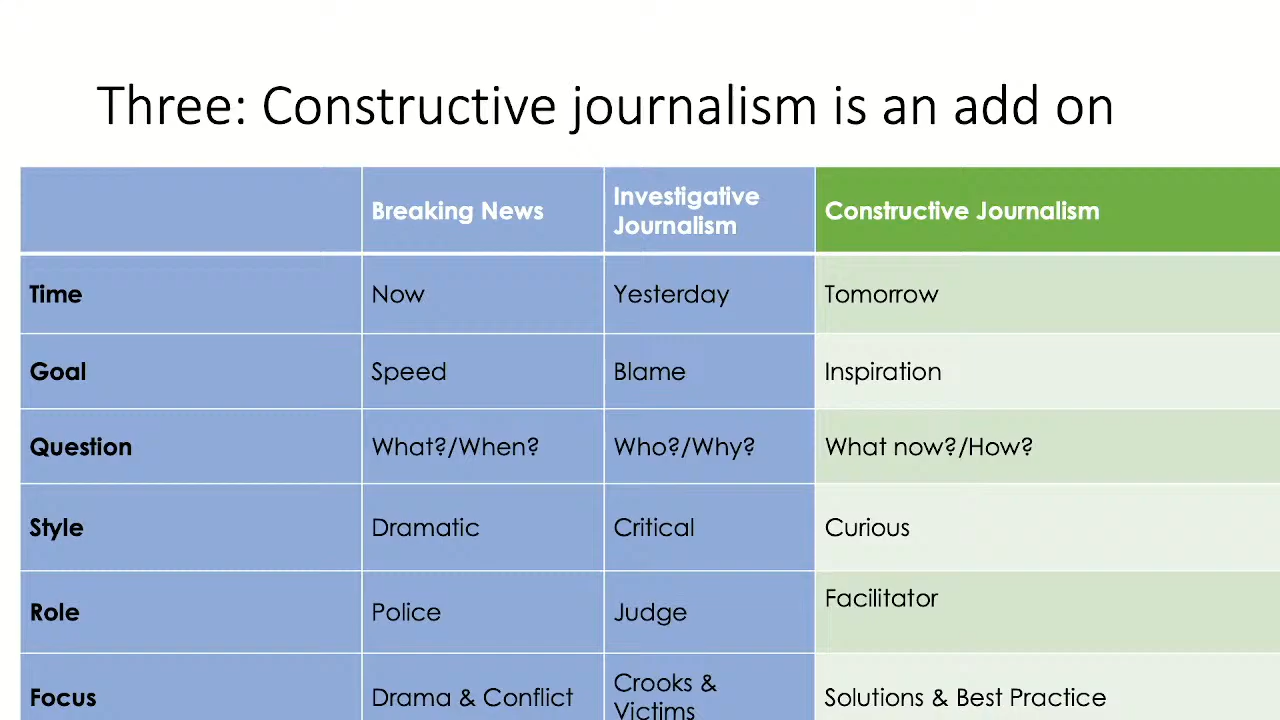 Three: Constructive journalism is an add on
Breaking News
Investigative
Journalism
Constructive Journalism
Time
Now
Yesterday
Tomorrow
Goal
Speed
Blame
Inspiration
Question
What?/When?
Who?/Why?
What now?/How?
Style
Dramatic
Critical
Curious
Role
Police
Judge
Facilitator
Focus
Drama & Conflict
Crooks &
Victims
Solutions & Best Practice